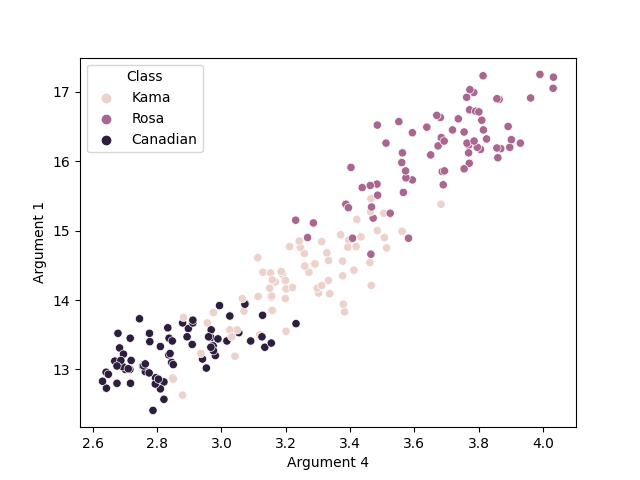 Class
Kama
Rosa
Canadian
17
16
15
14
13
Argument 1
2.6 2.8 3.0 3.2 3.4 3.6 3.8 4.0
Argument 4